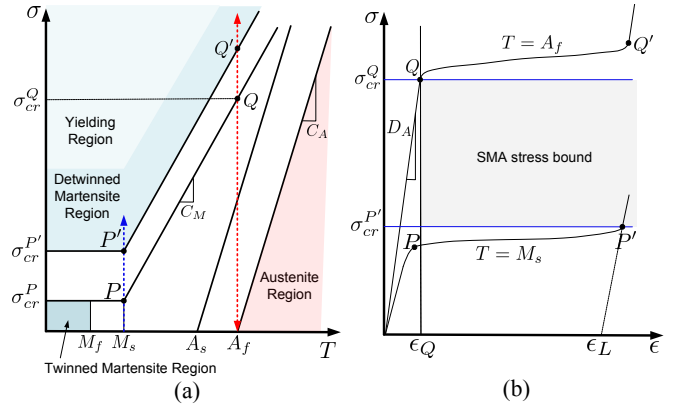 σ
Q′
σ_cr^Q
Q
Yielding
Region
C_A
Detwinned
Martensite
Region
C_M
σ_cr^P′
P′
σ_cr^P
P
Austenite
Region
M_f
M_s
A_s
A_f
T
Twinned Martensite Region
(a)
σ
T = A_f
Q′
Q
σ_cr^Q
D_A
SMA stress bound
σ_cr^P′
P
P′
T = M_s
ϵ_Q
ϵ_L
ϵ
(b)